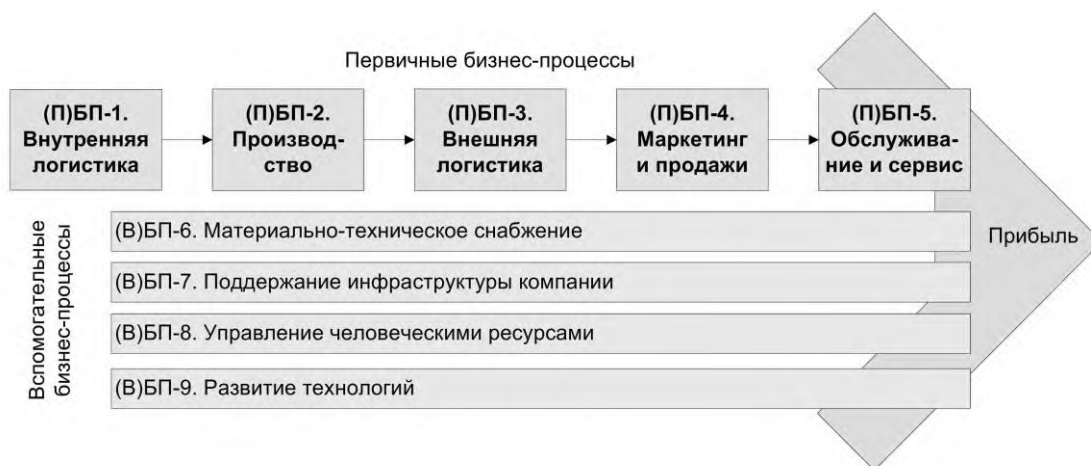 Первичные бизнес-процессы
(П)БП-1.
Внутренняя
логистика
(П)БП-2.
Производ-
ство
(П)БП-3.
Внешняя
логистика
(П)БП-4.
Маркетинг
и продажи
(П)БП-5.
Обслужива-
ние и сервис
Вспомогательные
бизнес-процессы
(В)БП-6. Материально-техническое снабжение
(В)БП-7. Поддержание инфраструктуры компании
(В)БП-8. Управление человеческими ресурсами
(В)БП-9. Развитие технологий
Прибыль